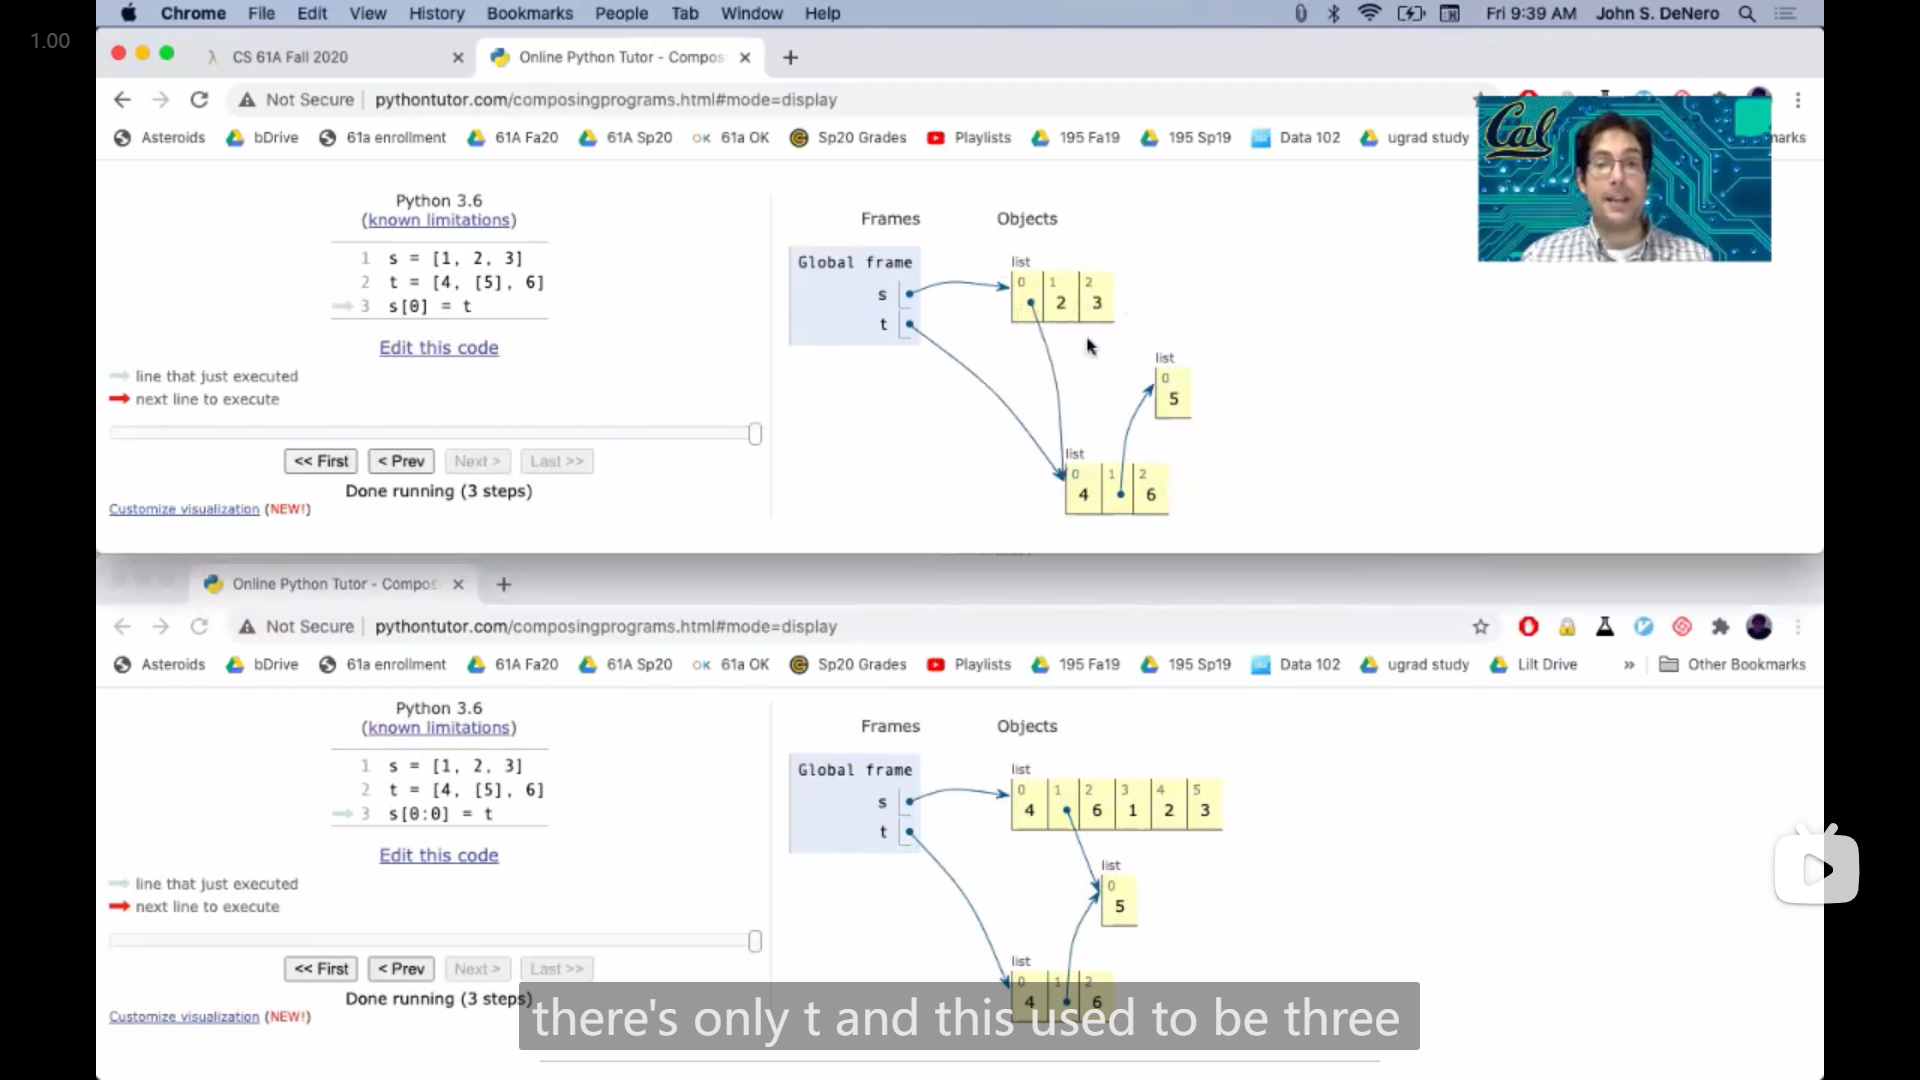 1.00
Chrome File Edit View History Bookmarks People Tab Window Help Fri 9:39 AM John S. DeNero
CS 61A Fall 2020 Online Python Tutor - Compos
Not Secure pythontutor.com/composingprograms.html#mode=display
Asteroids bDrive 61a enrollment 61A Fa20 61A Sp20 OK 61a OK Sp20 Grades Playlists 195 Fa19 195 Sp19 Data 102 ugrad study marks
Cal
Python 3.6
(known limitations)
1 s = [1, 2, 3]
2 t = [4, [5], 6]
3 s[0] = t
Edit this code
line that just executed
next line to execute
<< First < Prev Next > Last >>
Done running (3 steps)
Customize visualization (NEW!)
Frames Objects
Global frame
s
t
list
0 1 2
2 3
list
0
5
list
0 1 2
4 6
Online Python Tutor - Compos
Not Secure pythontutor.com/composingprograms.html#mode=display
Asteroids bDrive 61a enrollment 61A Fa20 61A Sp20 OK 61a OK Sp20 Grades Playlists 195 Fa19 195 Sp19 Data 102 ugrad study Lilt Drive » Other Bookmarks
Python 3.6
(known limitations)
1 s = [1, 2, 3]
2 t = [4, [5], 6]
3 s[0:0] = t
Edit this code
line that just executed
next line to execute
<< First < Prev Next > Last >>
Done running (3 steps)
Customize visualization (NEW!)
Frames Objects
Global frame
s
t
list
0 1 2 3 4 5
4 6 1 2 3
list
0
5
list
0 1 2
4 6
there's only t and this used to be three